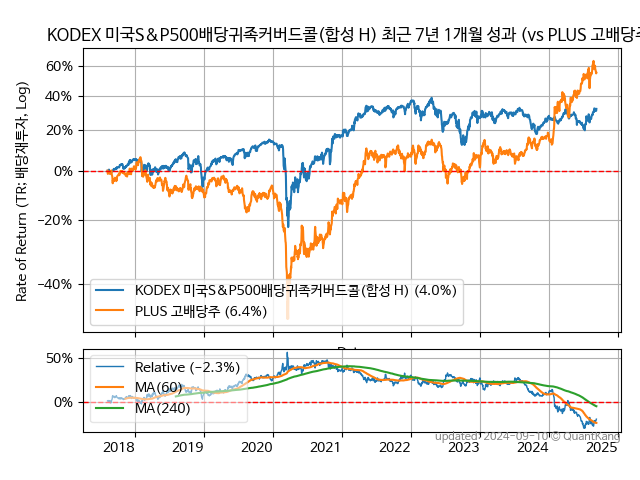 KODEX 미국S&P500배당귀족커버드콜(합성 H) 최근 7년 1개월 성과 (vs PLUS 고배당주
Rate of Return (TR: 배당재투자, Log)
60%
40%
20%
0%
−20%
−40%
KODEX 미국S&P500배당귀족커버드콜(합성 H) (4.0%)
PLUS 고배당주 (6.4%)
50%
0%
Relative (−2.3%)
MA(60)
MA(240)
2018
2019
2020
2021
2022
2023
2024
2025
updated: 2024-09-10 © QuantKang